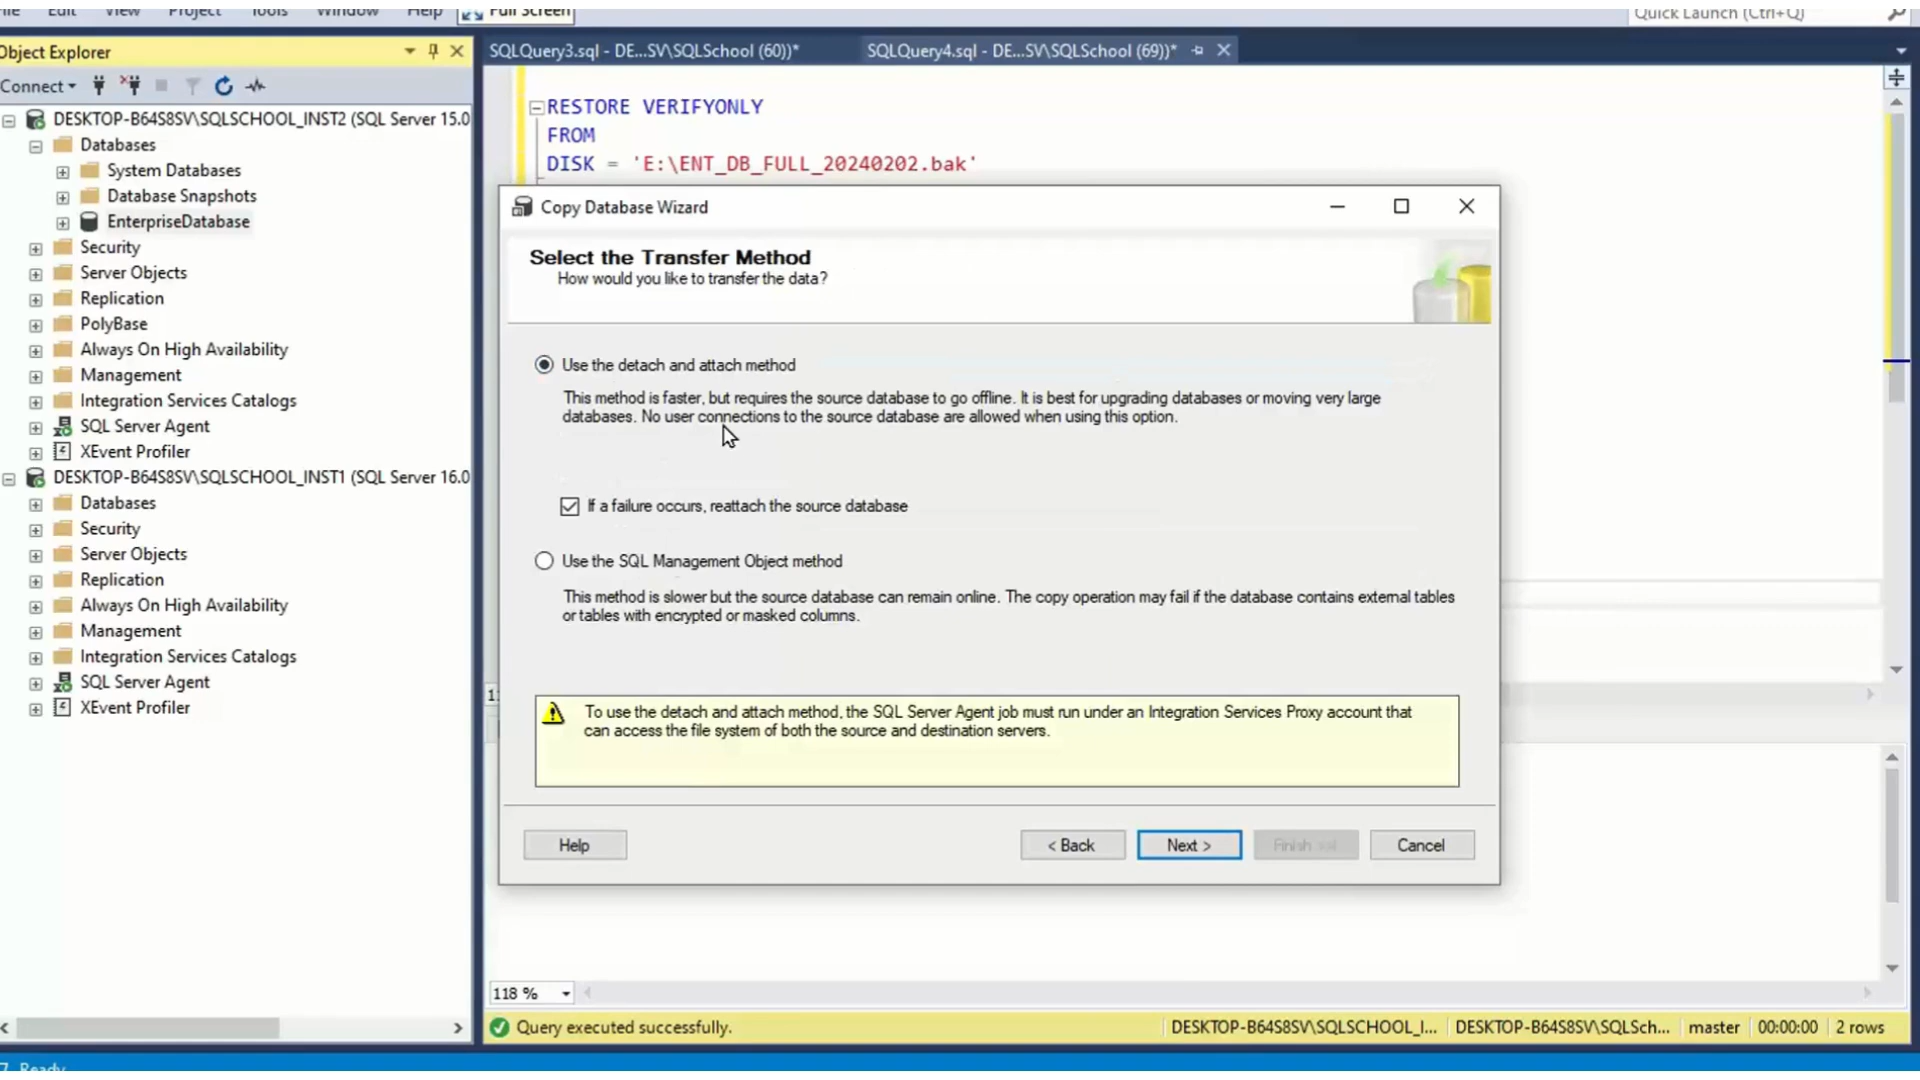 File Edit View Project Tools Window Help Full Screen
Quick Launch (Ctrl+Q)
Object Explorer
SQLQuery3.sql - DE...SV\SQLSchool (60))*
SQLQuery4.sql - DE...SV\SQLSchool (69))*
Connect
DESKTOP-B64S8SV\SQLSCHOOL_INST2 (SQL Server 15.0
Databases
System Databases
Database Snapshots
EnterpriseDatabase
Security
Server Objects
Replication
PolyBase
Always On High Availability
Management
Integration Services Catalogs
SQL Server Agent
XEvent Profiler
DESKTOP-B64S8SV\SQLSCHOOL_INST1 (SQL Server 16.0
Databases
Security
Server Objects
Replication
Always On High Availability
Management
Integration Services Catalogs
SQL Server Agent
XEvent Profiler
RESTORE VERIFYONLY
FROM
DISK = 'E:\ENT_DB_FULL_20240202.bak'
Copy Database Wizard
Select the Transfer Method
How would you like to transfer the data?
Use the detach and attach method
This method is faster, but requires the source database to go offline. It is best for upgrading databases or moving very large
databases. No user connections to the source database are allowed when using this option.
If a failure occurs, reattach the source database
Use the SQL Management Object method
This method is slower but the source database can remain online. The copy operation may fail if the database contains external tables
or tables with encrypted or masked columns.
To use the detach and attach method, the SQL Server Agent job must run under an Integration Services Proxy account that
can access the file system of both the source and destination servers.
Help
< Back
Next >
Finish
Cancel
118 %
Query executed successfully.
DESKTOP-B64S8SV\SQLSCHOOL_I...
DESKTOP-B64S8SV\SQLSch...
master
00:00:00
2 rows
Ready